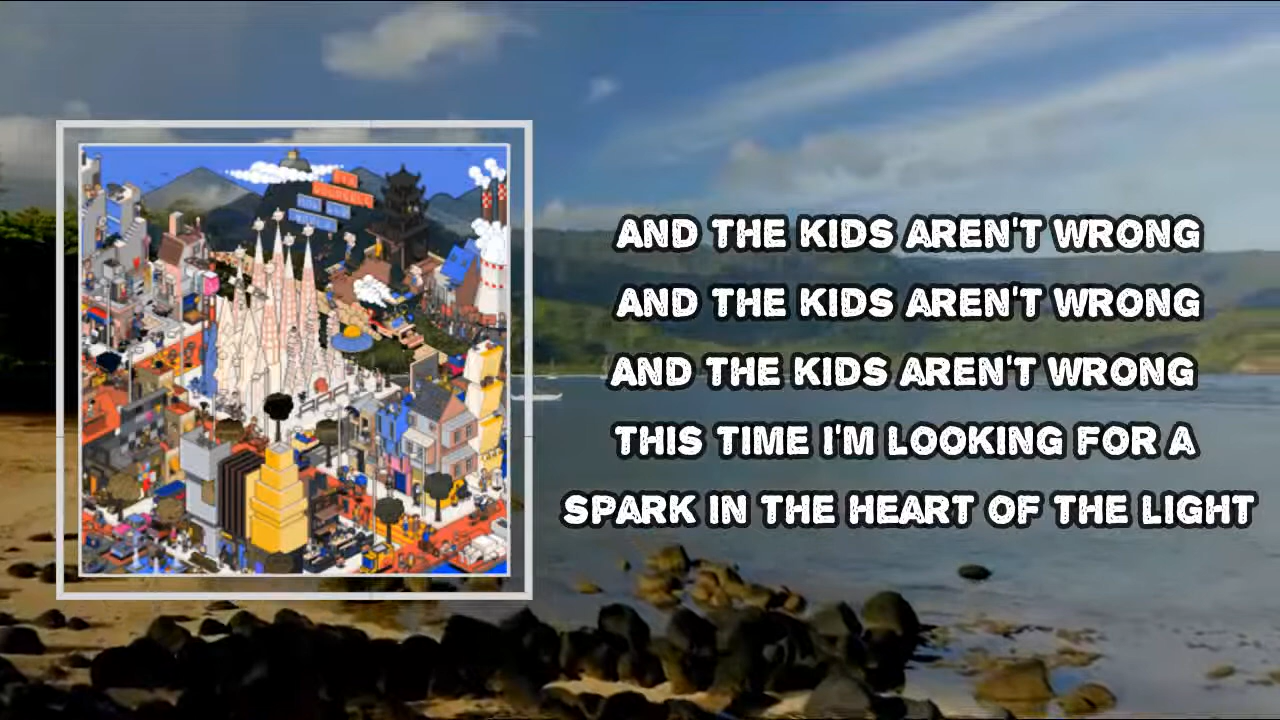 AND THE KIDS AREN'T WRONG
AND THE KIDS AREN'T WRONG
AND THE KIDS AREN'T WRONG
THIS TIME I'M LOOKING FOR A
SPARK IN THE HEART OF THE LIGHT